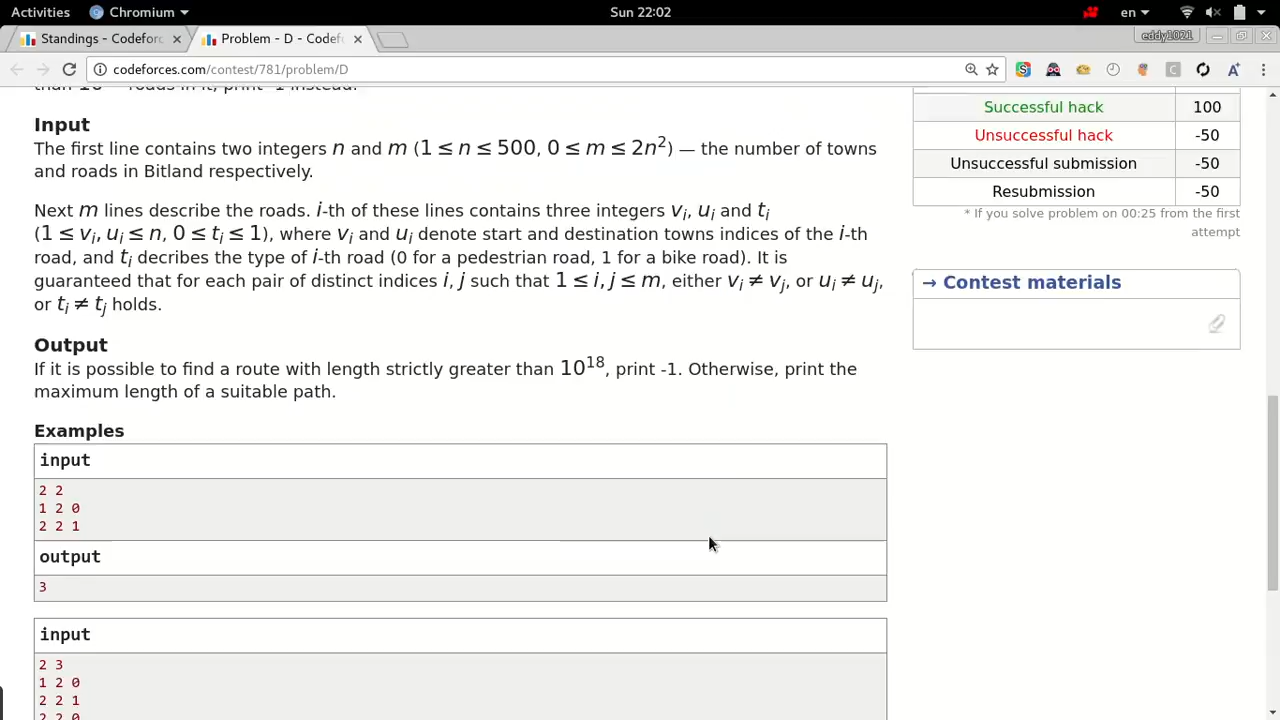 Activities Chromium Sun 22:02 en
Standings - Codeforc Problem - D - Codef eddy1021
codeforces.com/contest/781/problem/D
Input
The first line contains two integers n and m (1 ≤ n ≤ 500, 0 ≤ m ≤ 2n²) — the number of towns
and roads in Bitland respectively.
Next m lines describe the roads. i-th of these lines contains three integers vᵢ, uᵢ and tᵢ
(1 ≤ vᵢ, uᵢ ≤ n, 0 ≤ tᵢ ≤ 1), where vᵢ and uᵢ denote start and destination towns indices of the i-th
road, and tᵢ decribes the type of i-th road (0 for a pedestrian road, 1 for a bike road). It is
guaranteed that for each pair of distinct indices i, j such that 1 ≤ i, j ≤ m, either vᵢ ≠ vⱼ, or uᵢ ≠ uⱼ,
or tᵢ ≠ tⱼ holds.
Output
If it is possible to find a route with length strictly greater than 10¹⁸, print -1. Otherwise, print the
maximum length of a suitable path.
Examples
input
2 2
1 2 0
2 2 1
output
3
input
2 3
1 2 0
2 2 1
2 2 0
Successful hack 100
Unsuccessful hack -50
Unsuccessful submission -50
Resubmission -50
* If you solve problem on 00:25 from the first
attempt
→ Contest materials